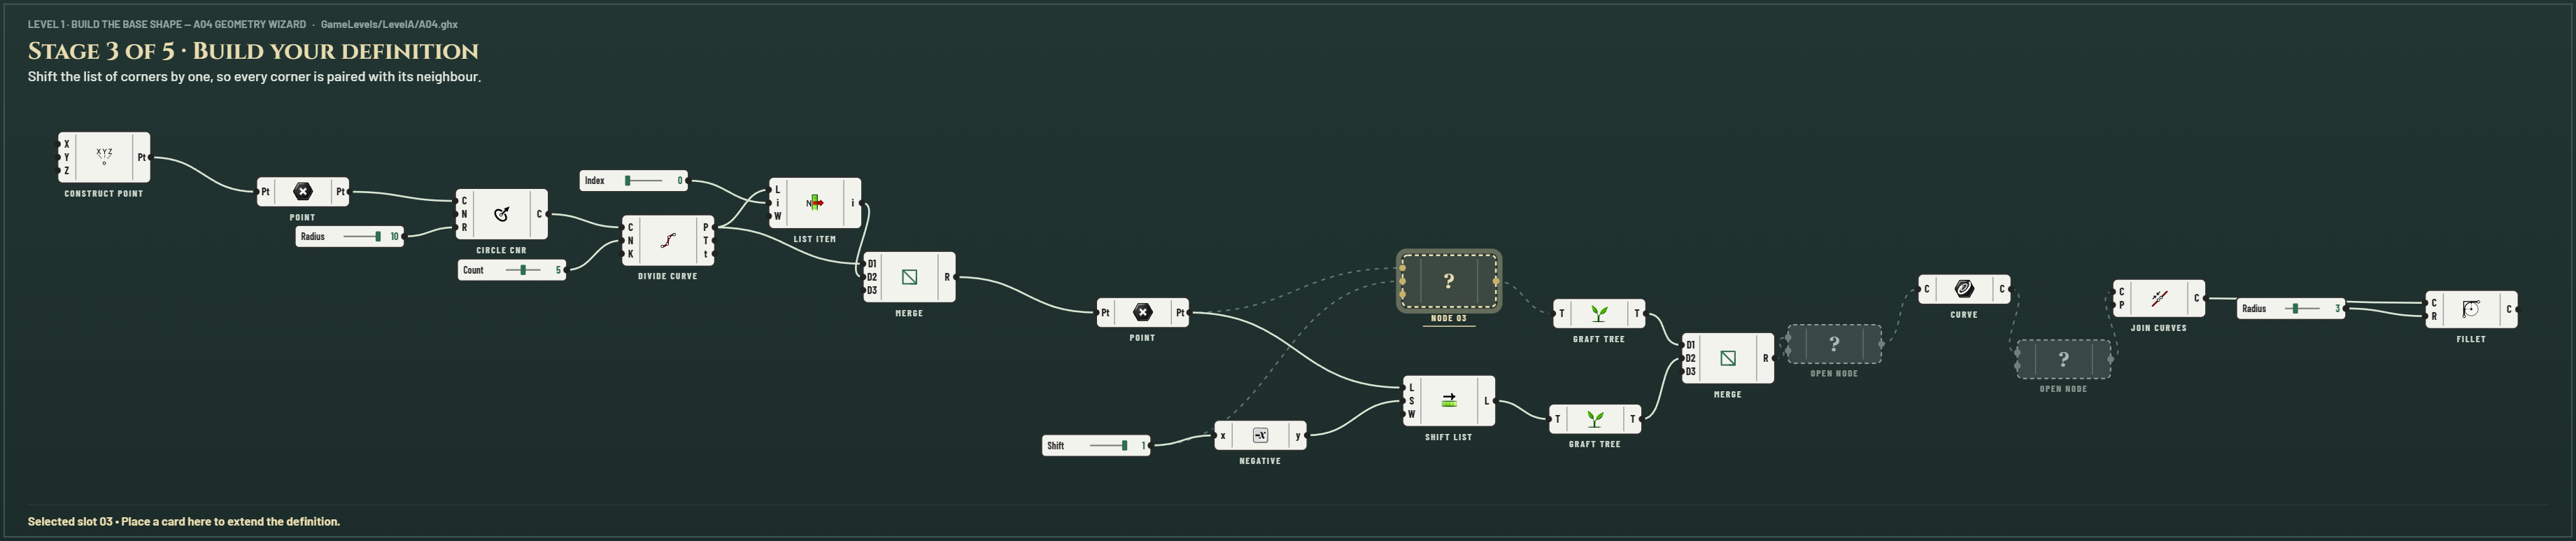 LEVEL 1 · BUILD THE BASE SHAPE — A04 GEOMETRY WIZARD · GameLevels/LevelA/A04.ghx
STAGE 3 OF 5 · BUILD YOUR DEFINITION
Shift the list of corners by one, so every corner is paired with its neighbour.
X
Y
Z
XYZ
Pt
CONSTRUCT POINT
Pt
Pt
POINT
Radius 10
C
N
R
C
CIRCLE CNR
Count 5
Index 0
C
N
K
P
T
t
DIVIDE CURVE
L
i
W
N
i
LIST ITEM
D1
D2
D3
R
MERGE
Pt
Pt
POINT
Shift 1
x
-X
y
NEGATIVE
?
NODE 03
L
S
W
L
SHIFT LIST
T
T
GRAFT TREE
T
T
GRAFT TREE
D1
D2
D3
R
MERGE
?
OPEN NODE
C
C
CURVE
?
OPEN NODE
C
P
C
JOIN CURVES
Radius 3
C
R
C
FILLET
Selected slot 03 • Place a card here to extend the definition.